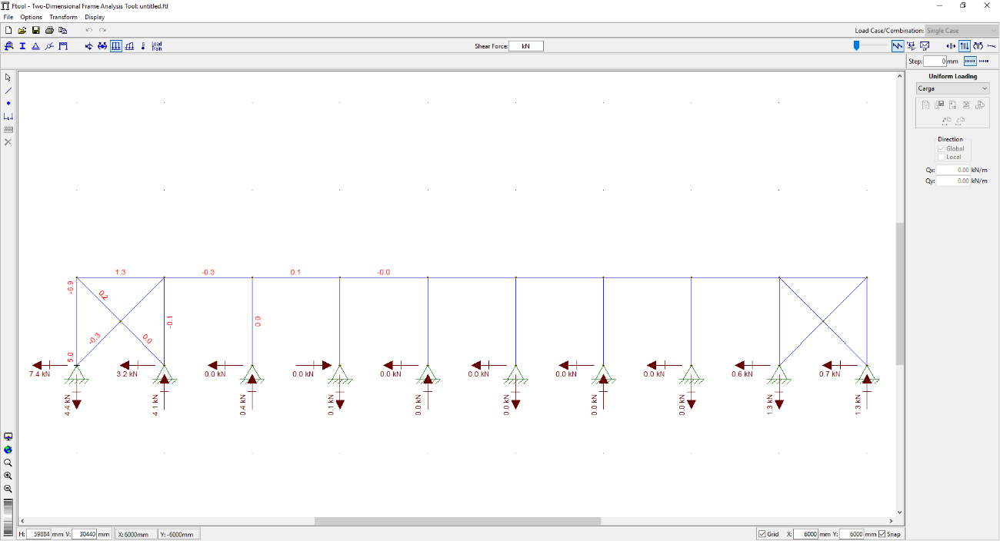 Ftool - Two-Dimensional Frame Analysis Tool: untitled.ftl
File Options Transform Display
Load Case/Combination: Single Case
Load Train
Shear Force: kN
Step: 0 mm
Uniform Loading
Carga
Direction
Global
Local
Qx: 0.00 kN/m
Qy: 0.00 kN/m
1.3 -0.3 0.1 -0.0
-6.9 0.2 -0.1 0.0
-0.3 0.0
5.0
7.4 kN 3.2 kN 0.0 kN 0.0 kN 0.0 kN 0.0 kN 0.0 kN 0.0 kN 0.6 kN 0.7 kN
4.4 kN 4.1 kN 0.4 kN 0.1 kN 0.0 kN 0.0 kN 0.0 kN 0.0 kN 1.3 kN 1.3 kN
H: 59884 mm V: 30440 mm X: 6000mm Y: -6000mm Grid X: 6000 mm Y: 6000 mm Snap